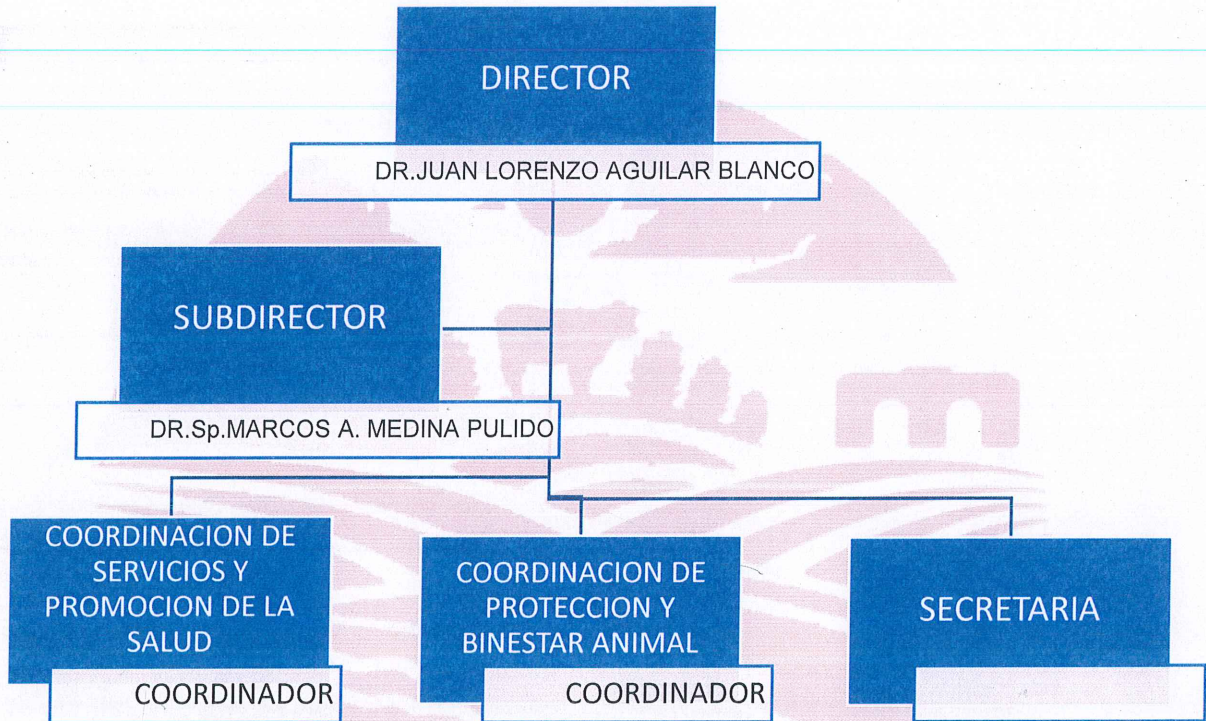 DIRECTOR
DR.JUAN LORENZO AGUILAR BLANCO
SUBDIRECTOR
DR.Sp.MARCOS A. MEDINA PULIDO
COORDINACION DE
SERVICIOS Y
PROMOCION DE LA
SALUD
COORDINADOR
COORDINACION DE
PROTECCION Y
BINESTAR ANIMAL
COORDINADOR
SECRETARIA